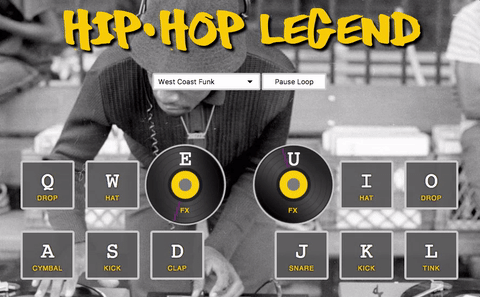 HIP•HOP LEGEND
West Coast Funk Pause Loop
Q W E U I O
DROP HAT FX FX HAT DROP
A S D J K L
CYMBAL KICK CLAP SNARE KICK TINK